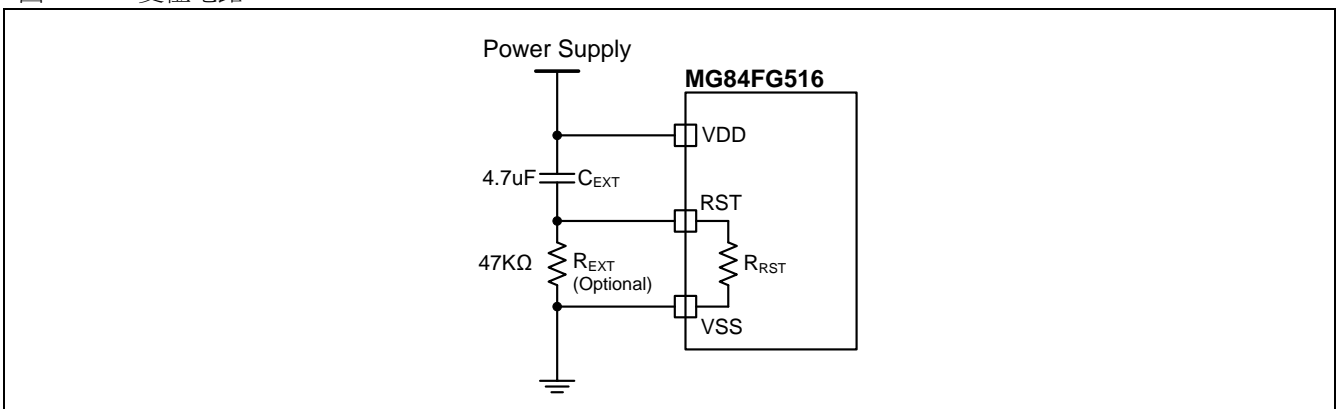 Power Supply
MG84FG516
VDD
4.7uF
CEXT
RST
47KΩ
REXT
(Optional)
RRST
VSS